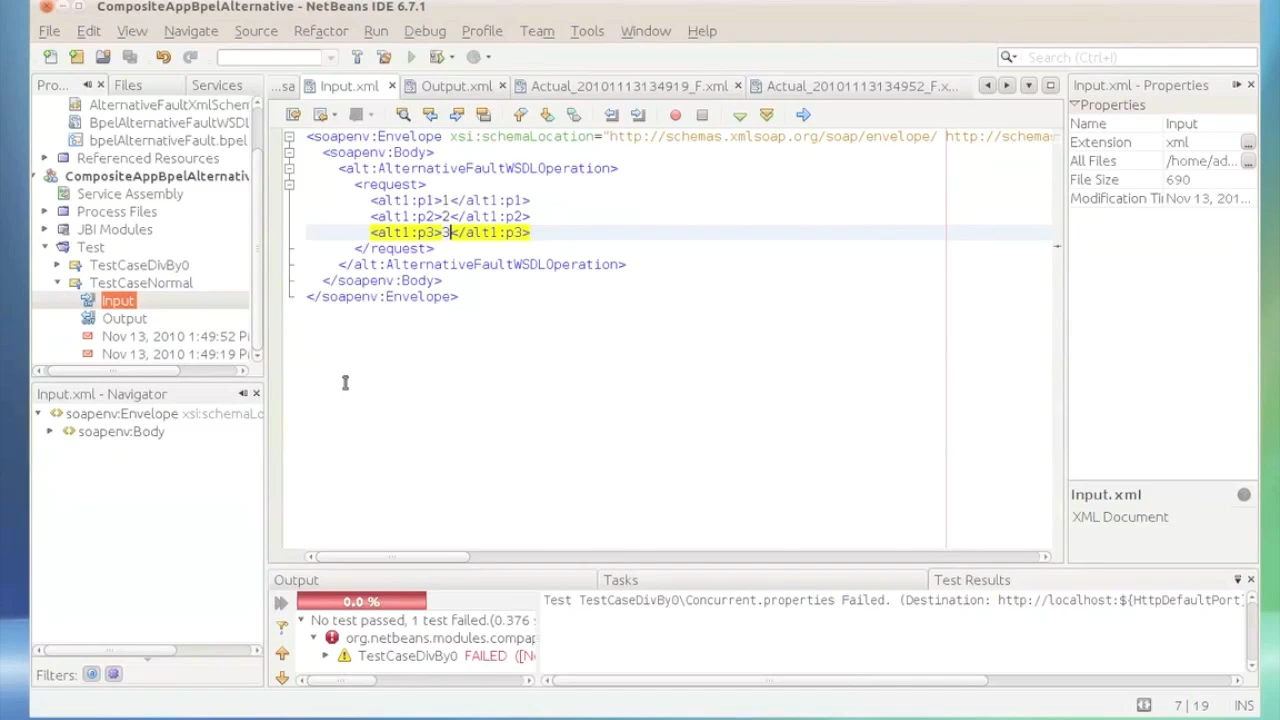 CompositeAppBpelAlternative - NetBeans IDE 6.7.1
File Edit View Navigate Source Refactor Run Debug Profile Team Tools Window Help
Search (Ctrl+I)
Pro... Files Services
AlternativeFaultXmlSchem
BpelAlternativeFaultWSDL
bpelAlternativeFault.bpel
Referenced Resources
CompositeAppBpelAlternativ
Service Assembly
Process Files
JBI Modules
Test
TestCaseDivBy0
TestCaseNormal
Input
Output
Nov 13, 2010 1:49:52 P
Nov 13, 2010 1:49:19 P
Input.xml - Navigator
soapenv:Envelope xsi:schemaLo
soapenv:Body
Filters:
...sa Input.xml Output.xml Actual_20101113134919_F.xml Actual_20101113134952_F.x...
<soapenv:Envelope xsi:schemaLocation="http://schemas.xmlsoap.org/soap/envelope/ http://schemas
<soapenv:Body>
<alt:AlternativeFaultWSDLOperation>
<request>
<alt1:p1>1</alt1:p1>
<alt1:p2>2</alt1:p2>
<alt1:p3>3</alt1:p3>
</request>
</alt:AlternativeFaultWSDLOperation>
</soapenv:Body>
</soapenv:Envelope>
Input.xml - Properties
Properties
Name Input
Extension xml
All Files /home/ad...
File Size 690
Modification Ti Nov 13, 201...
Input.xml
XML Document
Output Tasks Test Results
0.0 %
No test passed, 1 test failed.(0.376 s
org.netbeans.modules.compap
TestCaseDivBy0 FAILED ([N
Test TestCaseDivBy0\Concurrent.properties Failed. (Destination: http://localhost:${HttpDefaultPort}
7 | 19 INS